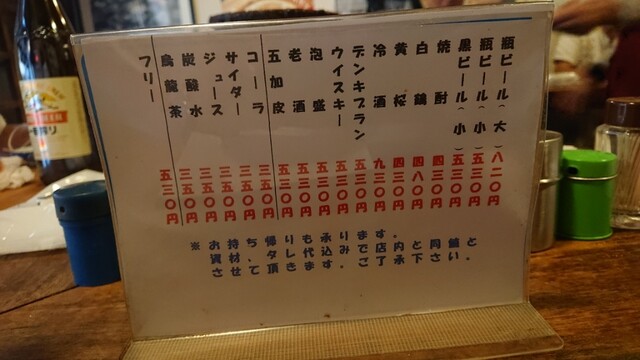 瓶ビール(大) 八二〇円
瓶ビール(小) 五三〇円
黒ビール(小) 五三〇円
焼酎 四三〇円
白鶴 四八〇円
黄桜 四三〇円
冷酒 九三〇円
デンキブラン 五三〇円
ウイスキー 五三〇円
泡盛 五三〇円
老酒 五三〇円
五加皮 五三〇円
コーラ 三五〇円
サイダー 三五〇円
ジュース 三五〇円
炭酸水 三五〇円
烏龍茶 三五〇円
フリー 五三〇円
※お持ち帰りも承ります。
資材、タレ代込みで店内と同額と
させて頂きます。ご了承下さい。